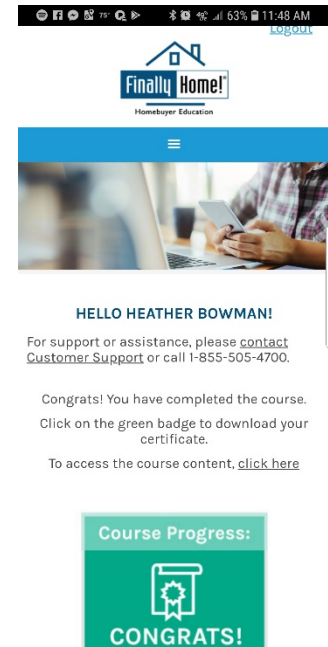 75°
63% 11:48 AM
Logout
Finally Home!®
Homebuyer Education
HELLO HEATHER BOWMAN!
For support or assistance, please contact
Customer Support or call 1-855-505-4700.
Congrats! You have completed the course.
Click on the green badge to download your
certificate.
To access the course content, click here
Course Progress:
CONGRATS!